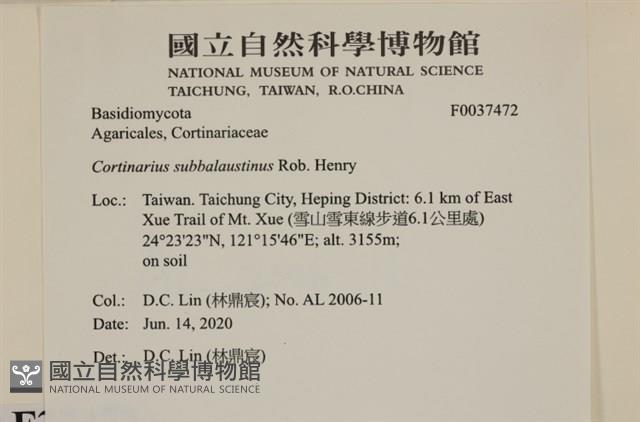 國立自然科學博物館
NATIONAL MUSEUM OF NATURAL SCIENCE
TAICHUNG, TAIWAN, R.O.CHINA
Basidiomycota F0037472
Agaricales, Cortinariaceae
Cortinarius subbalaustinus Rob. Henry
Loc.: Taiwan. Taichung City, Heping District: 6.1 km of East
Xue Trail of Mt. Xue (雪山雪東線步道6.1公里處)
24°23'23"N, 121°15'46"E; alt. 3155m;
on soil
Col.: D.C. Lin (林鼎宸); No. AL 2006-11
Date: Jun. 14, 2020
Det.: D.C. Lin (林鼎宸)
國立自然科學博物館
NATIONAL MUSEUM OF NATURAL SCIENCE